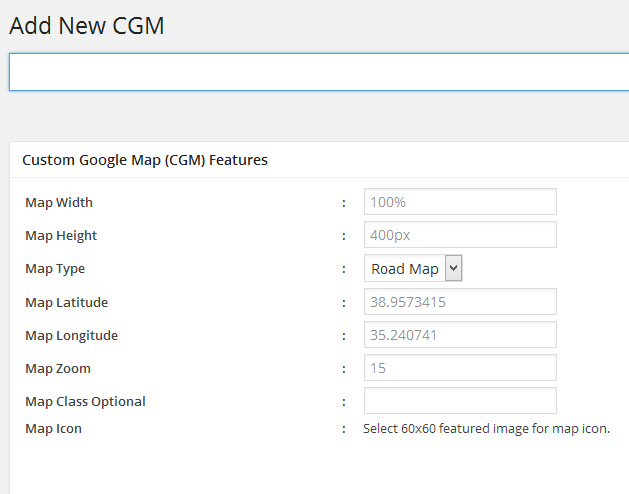 Add New CGM
Custom Google Map (CGM) Features
Map Width : 100%
Map Height : 400px
Map Type : Road Map
Map Latitude : 38.9573415
Map Longitude : 35.240741
Map Zoom : 15
Map Class Optional :
Map Icon : Select 60x60 featured image for map icon.